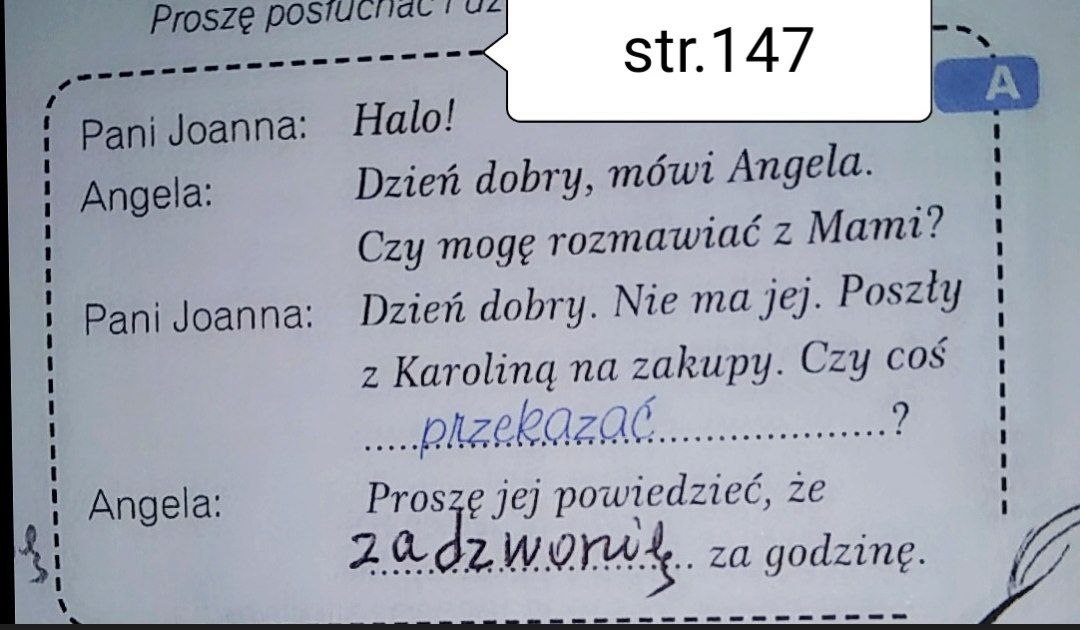 Proszę posłuchać i uz
str.147
A
Pani Joanna: Halo!
Angela: Dzień dobry, mówi Angela.
Czy mogę rozmawiać z Mami?
Pani Joanna: Dzień dobry. Nie ma jej. Poszły
z Karoliną na zakupy. Czy coś
.....przekazać......................?
Angela: Proszę jej powiedzieć, że
zadzwonię.. za godzinę.